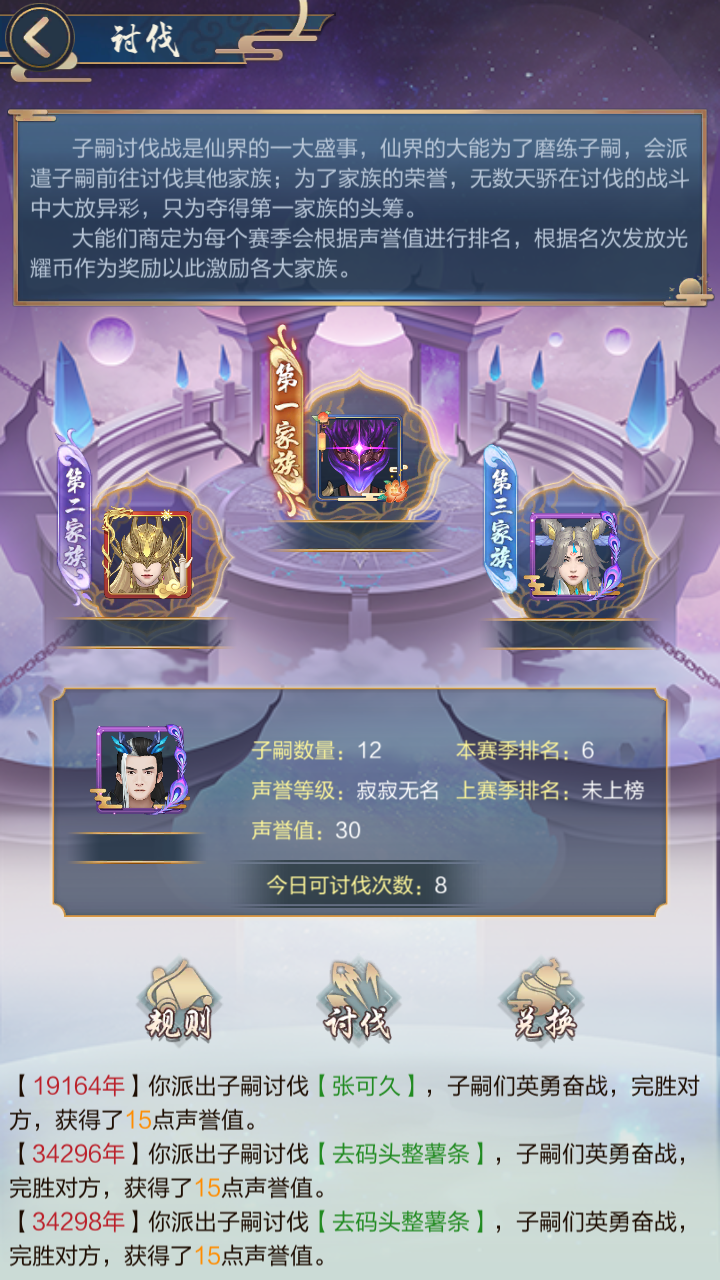 讨伐
子嗣讨伐战是仙界的一大盛事，仙界的大能为了磨练子嗣，会派
遣子嗣前往讨伐其他家族；为了家族的荣誉，无数天骄在讨伐的战斗
中大放异彩，只为夺得第一家族的头筹。
大能们商定为每个赛季会根据声誉值进行排名，根据名次发放光
耀币作为奖励以此激励各大家族。
第一家族
第二家族
第三家族
子嗣数量：12 本赛季排名：6
声誉等级：寂寂无名 上赛季排名：未上榜
声誉值：30
今日可讨伐次数：8
规则 讨伐 兑换
【19164年】你派出子嗣讨伐【张可久】，子嗣们英勇奋战，完胜对
方，获得了15点声誉值。
【34296年】你派出子嗣讨伐【去码头整薯条】，子嗣们英勇奋战，
完胜对方，获得了15点声誉值。
【34298年】你派出子嗣讨伐【去码头整薯条】，子嗣们英勇奋战，
完胜对方，获得了15点声誉值。